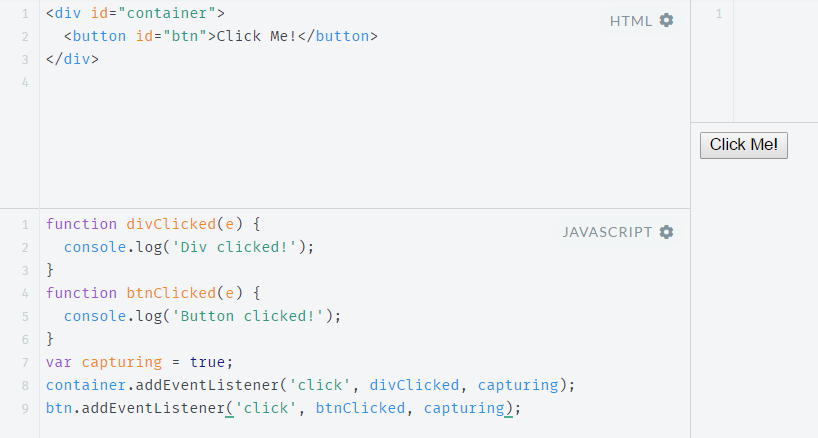 1 <div id="container">
2   <button id="btn">Click Me!</button>
3 </div>
4
HTML
1
Click Me!
1 function divClicked(e) {
2   console.log('Div clicked!');
3 }
4 function btnClicked(e) {
5   console.log('Button clicked!');
6 }
7 var capturing = true;
8 container.addEventListener('click', divClicked, capturing);
9 btn.addEventListener('click', btnClicked, capturing);
JAVASCRIPT